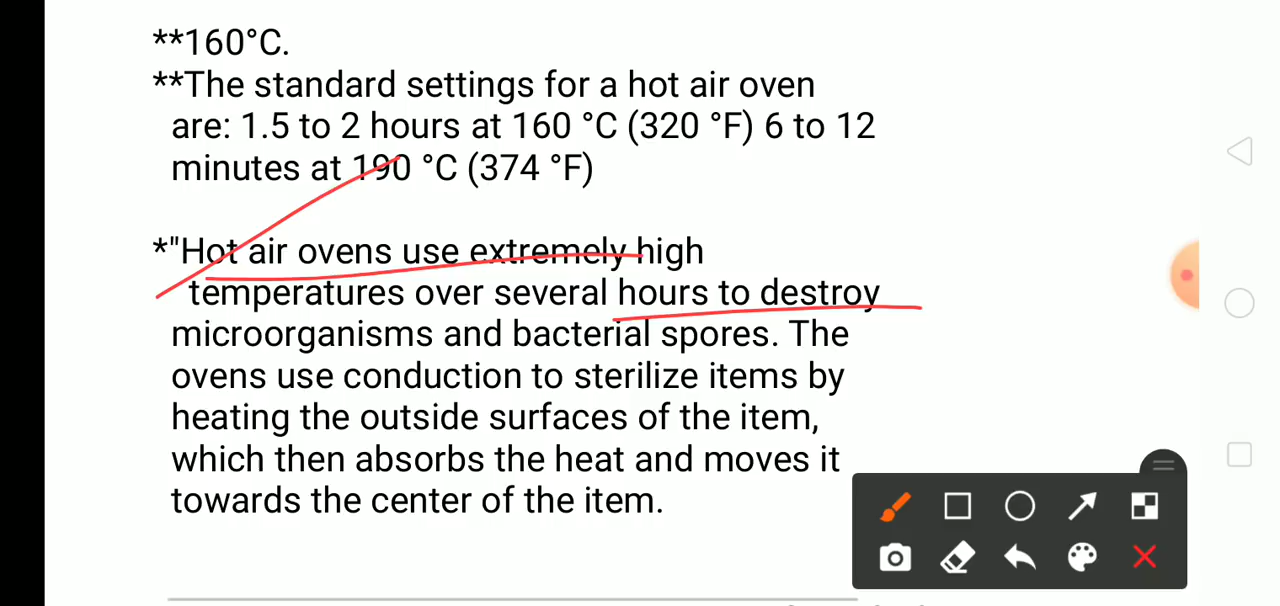 **160°C.
**The standard settings for a hot air oven
are: 1.5 to 2 hours at 160 °C (320 °F) 6 to 12
minutes at 190 °C (374 °F)
*"Hot air ovens use extremely high
temperatures over several hours to destroy
microorganisms and bacterial spores. The
ovens use conduction to sterilize items by
heating the outside surfaces of the item,
which then absorbs the heat and moves it
towards the center of the item.